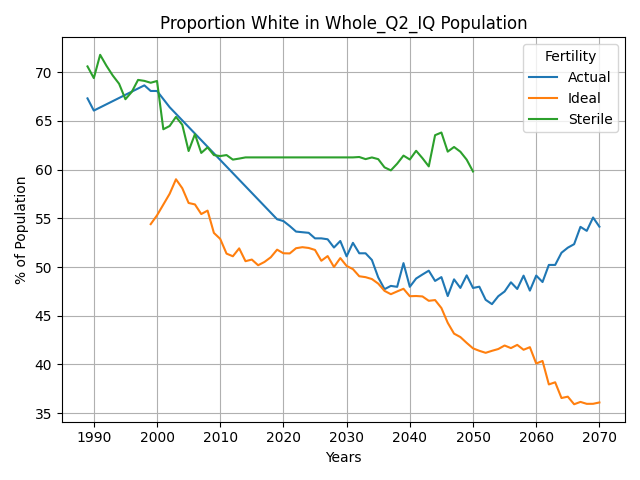 Proportion White in Whole_Q2_IQ Population
Fertility
Actual
Ideal
Sterile
% of Population
70
65
60
55
50
45
40
35
1990
2000
2010
2020
2030
2040
2050
2060
2070
Years